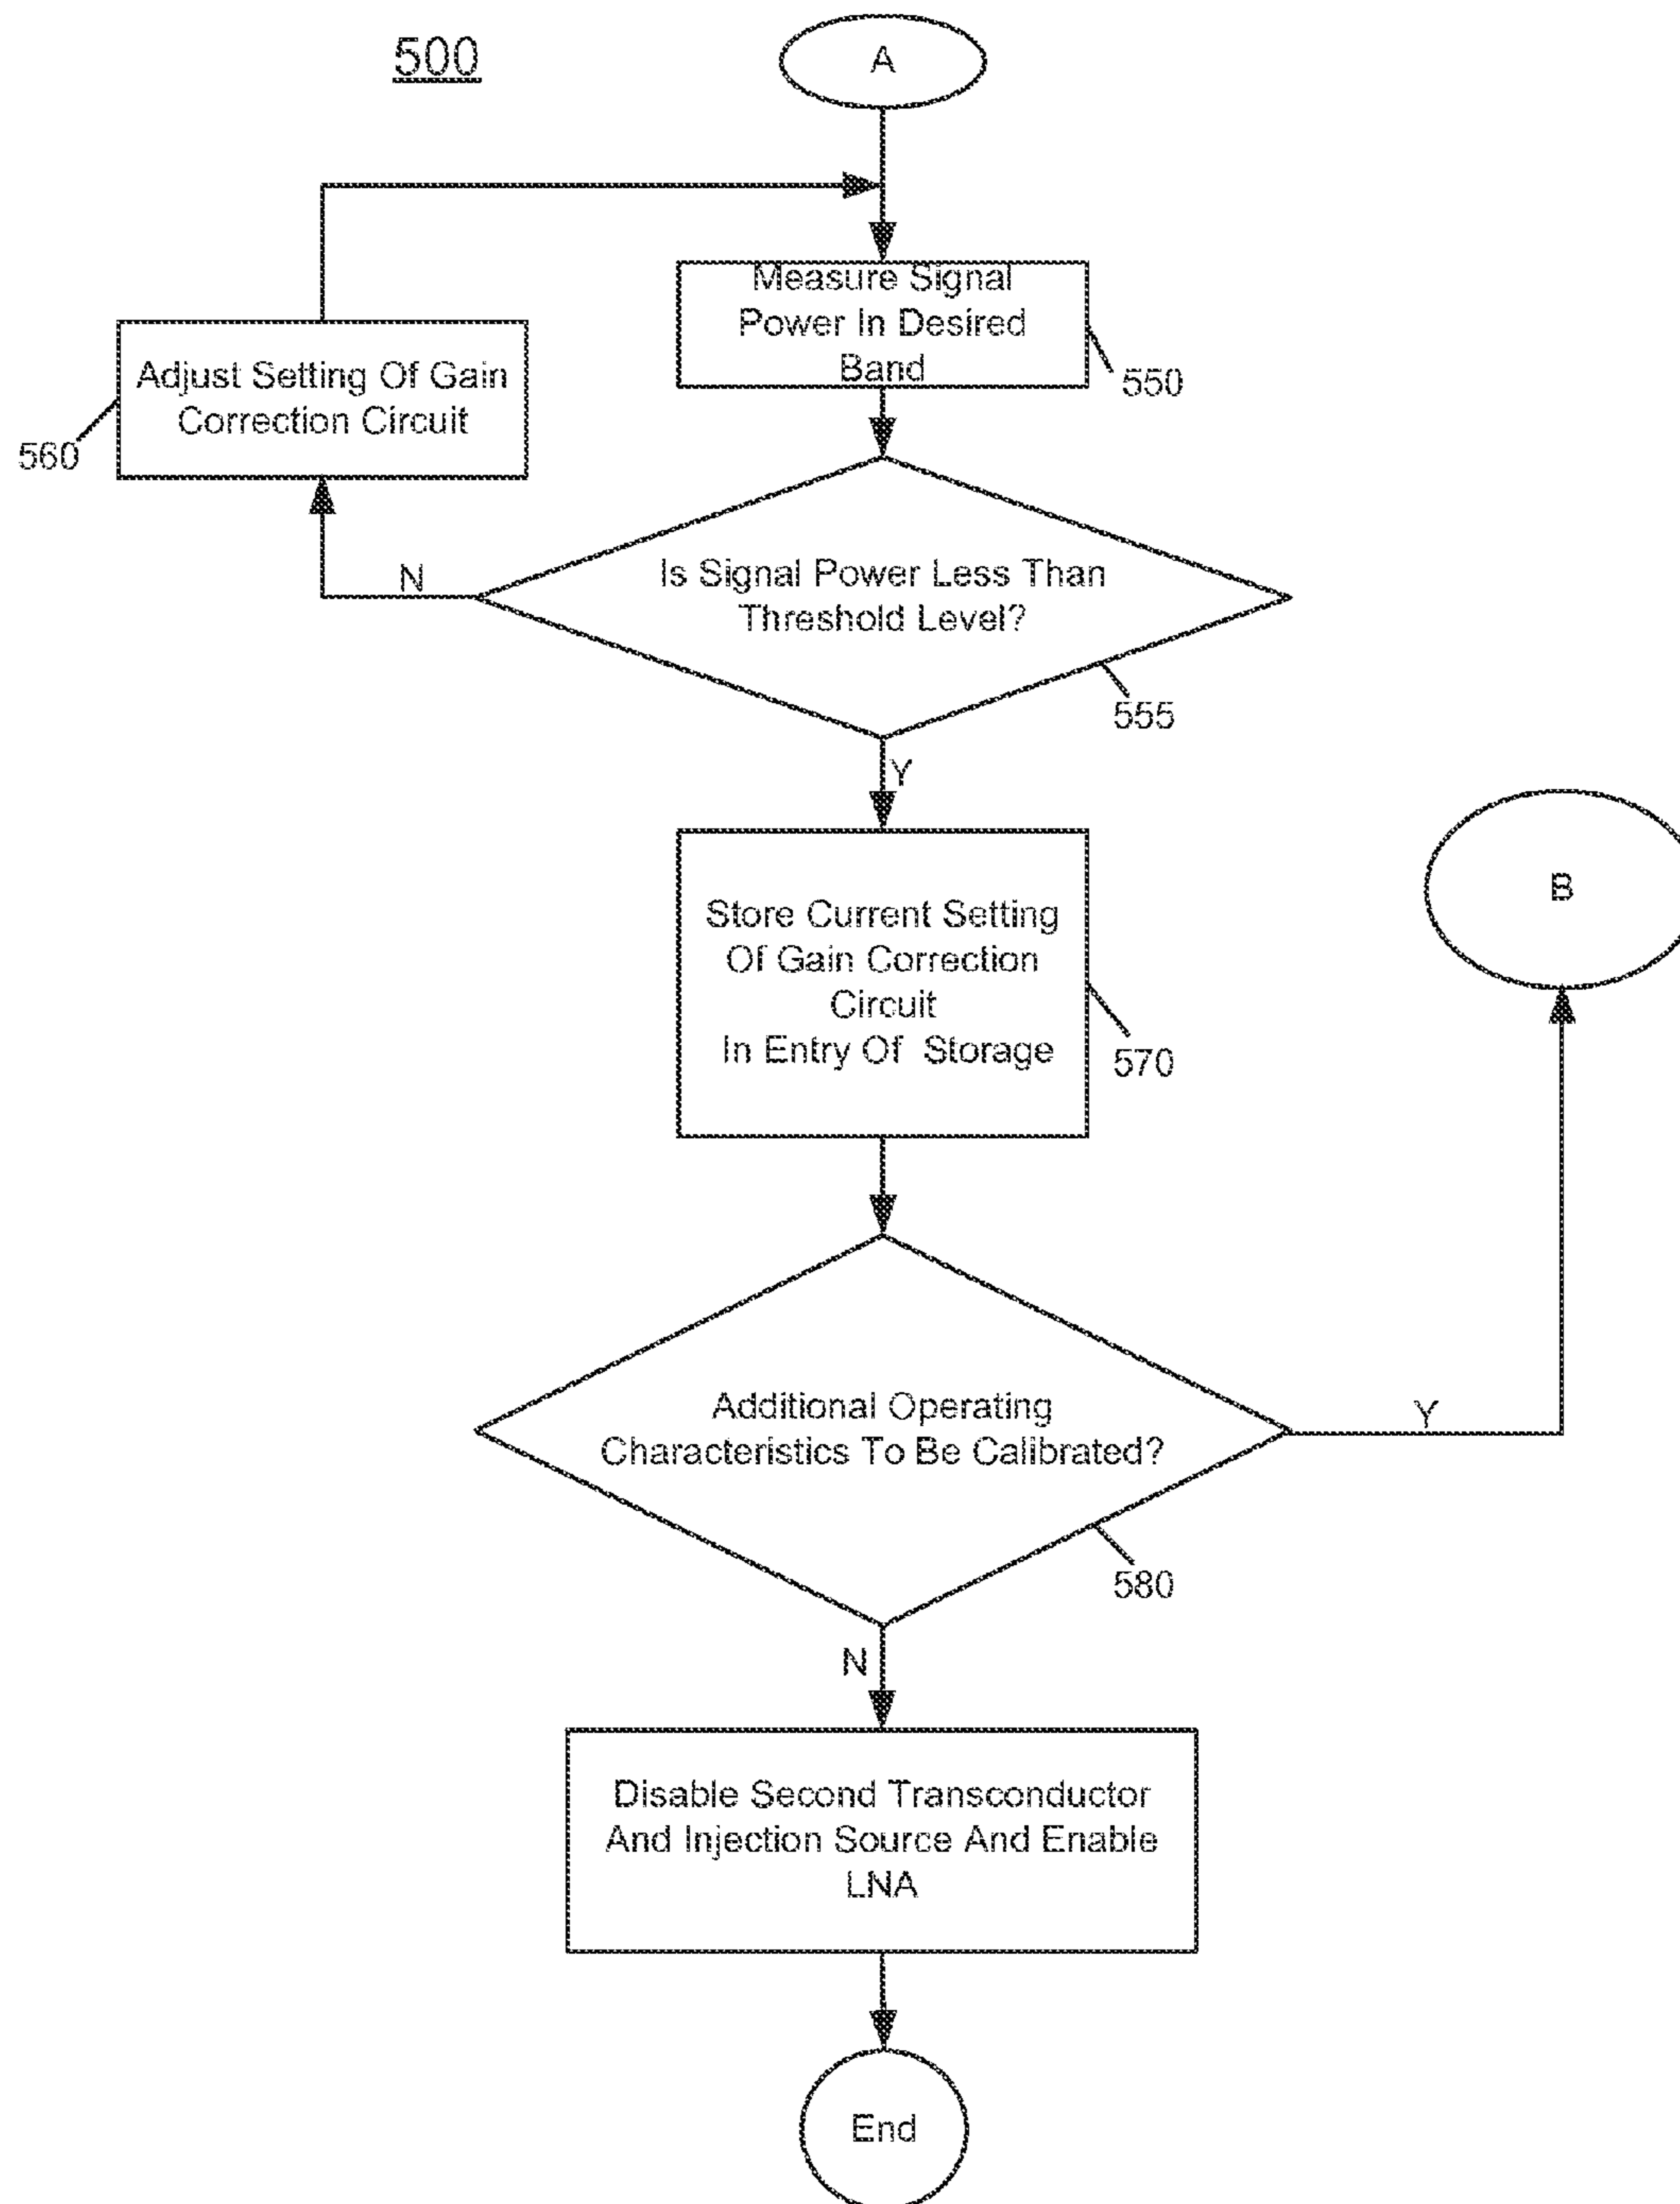 500
A
Measure Signal
Power In Desired
Band
550
Adjust Setting Of Gain
Correction Circuit
560
Is Signal Power Less Than
Threshold Level?
N
555
Y
Store Current Setting
Of Gain Correction
Circuit
In Entry Of Storage
570
B
Additional Operating
Characteristics To Be Calibrated?
Y
580
N
Disable Second Transconductor
And Injection Source And Enable
LNA
End